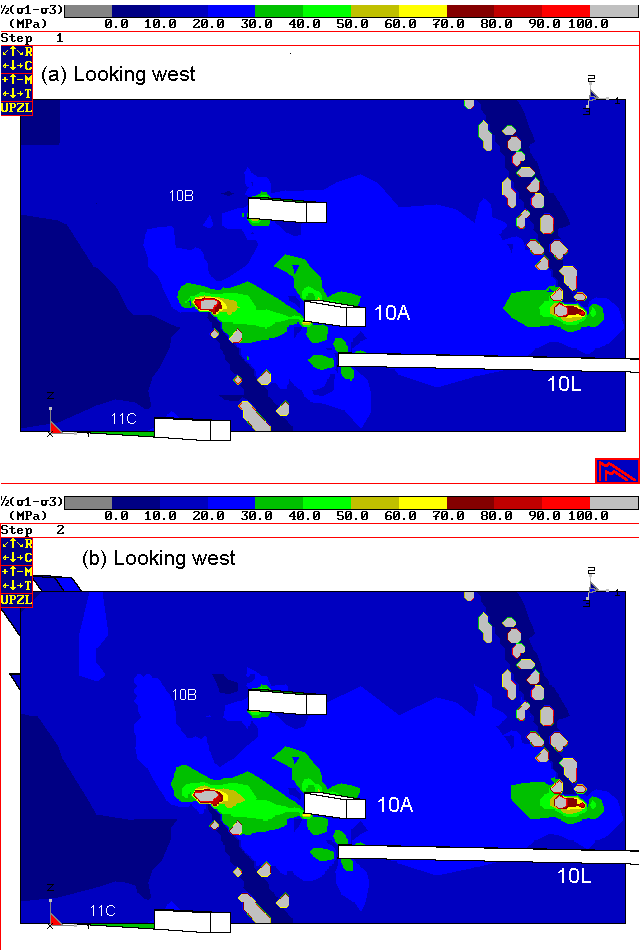 ½(σ1-σ3)
(MPa) 0.0 10.0 20.0 30.0 40.0 50.0 60.0 70.0 80.0 90.0 100.0
Step 1
↖↑↘R
←↓→C
+↑-M
←↓→T
UPZL
(a) Looking west
Z
10B
10A
10L
11C
X
½(σ1-σ3)
(MPa) 0.0 10.0 20.0 30.0 40.0 50.0 60.0 70.0 80.0 90.0 100.0
Step 2
↖↑↘R
←↓→C
+↑-M
←↓→T
UPZL
(b) Looking west
Z
10B
10A
10L
11C
X